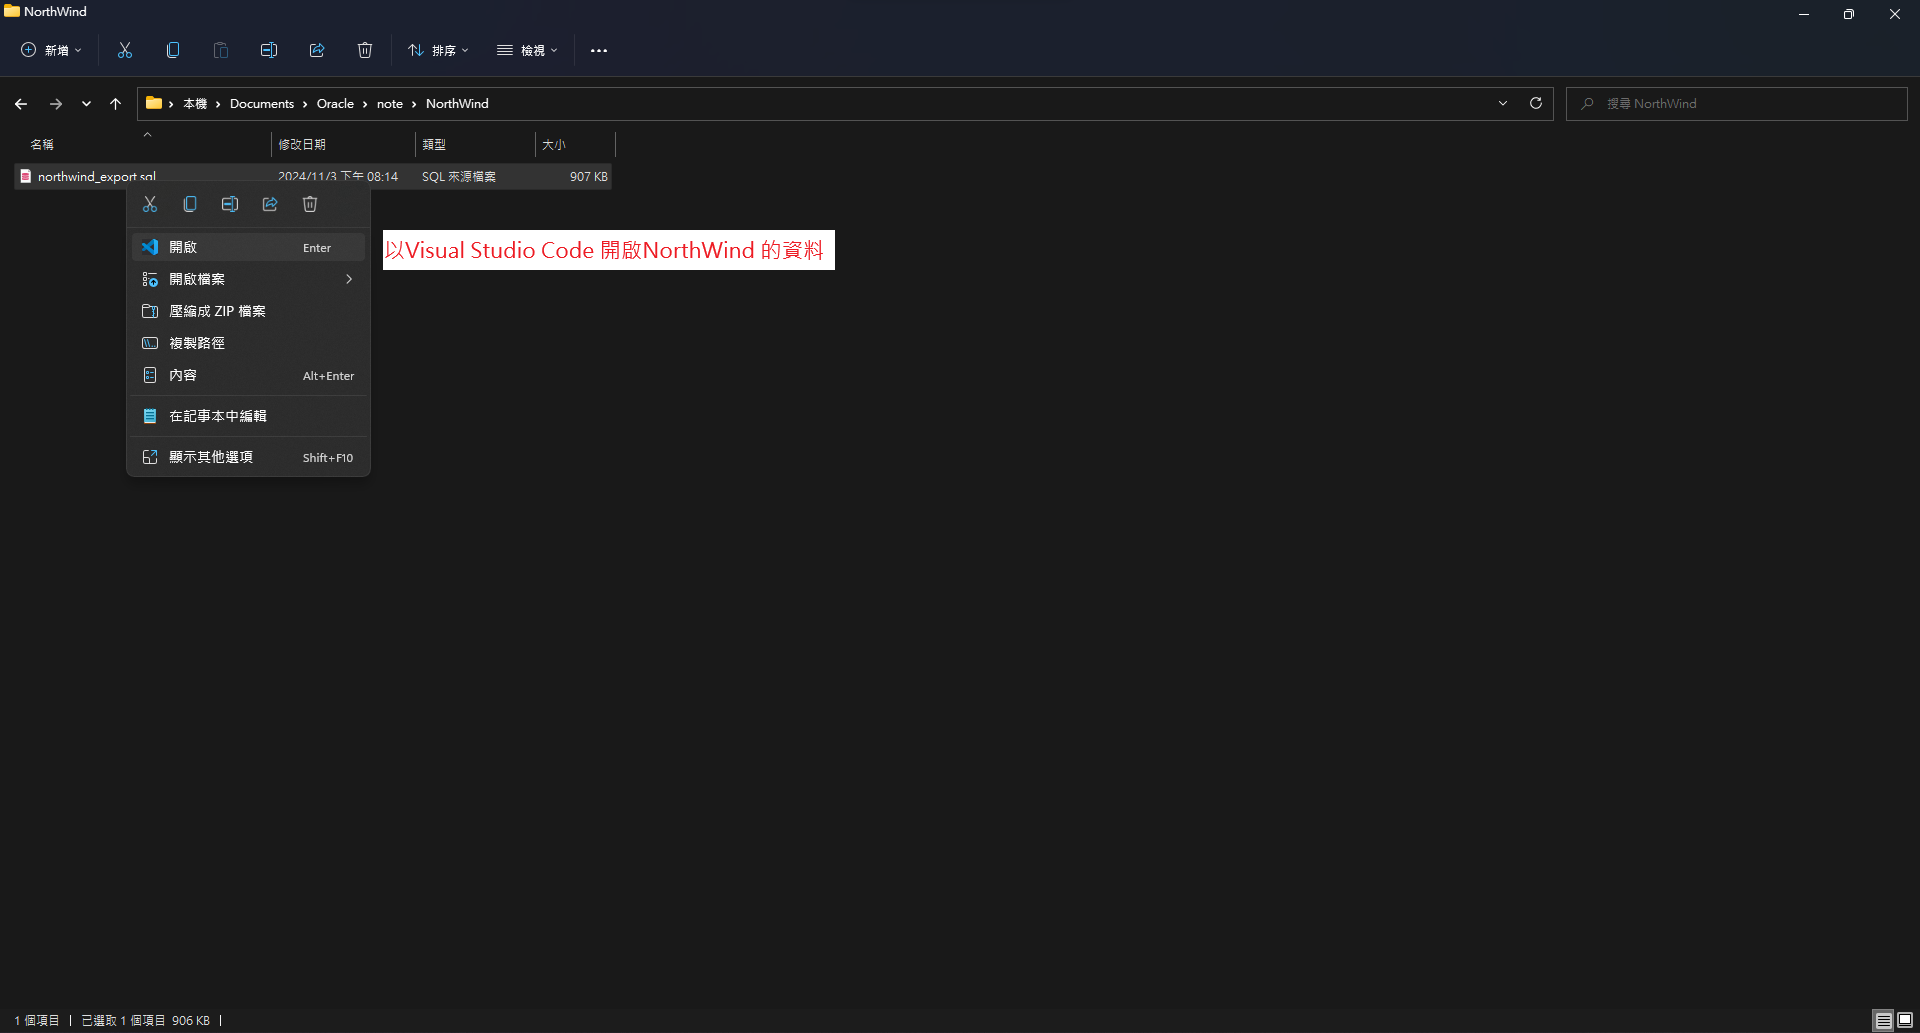 NorthWind
新增
排序
檢視
本機 › Documents › Oracle › note › NorthWind
搜尋 NorthWind
名稱 修改日期 類型 大小
northwind_export.sql 2024/11/3 下午 08:14 SQL 來源檔案 907 KB
開啟 Enter
以Visual Studio Code 開啟NorthWind 的資料
開啟檔案
壓縮成 ZIP 檔案
複製路徑
內容 Alt+Enter
在記事本中編輯
顯示其他選項 Shift+F10
1 個項目 | 已選取 1 個項目 906 KB |